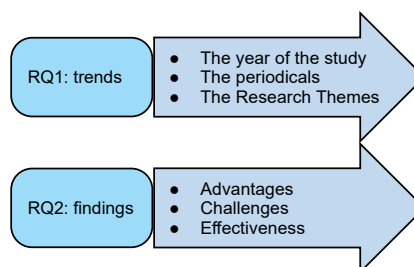 RQ1: trends
● The year of the study
● The periodicals
● The Research Themes
RQ2: findings
● Advantages
● Challenges
● Effectiveness